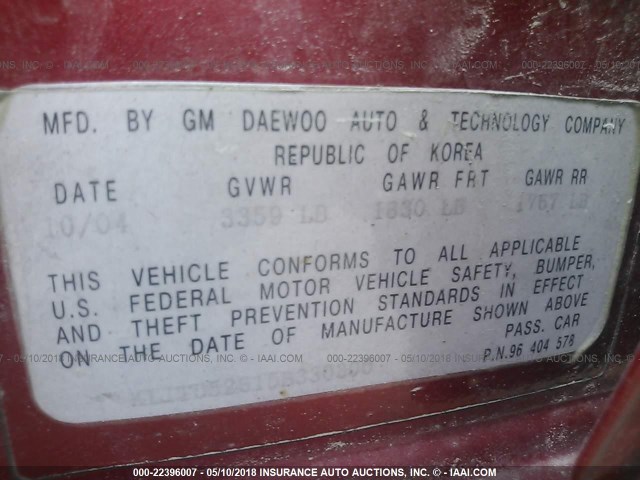 MFD. BY GM DAEWOO AUTO & TECHNOLOGY COMPANY
REPUBLIC OF KOREA
DATE GVWR GAWR FRT GAWR RR
10/04 3359 LB 1830 LB 1757 LB
THIS VEHICLE CONFORMS TO ALL APPLICABLE
U.S. FEDERAL MOTOR VEHICLE SAFETY, BUMPER,
AND THEFT PREVENTION STANDARDS IN EFFECT
ON THE DATE OF MANUFACTURE SHOWN ABOVE
PASS. CAR
P.N.96 404 578
000-22396007 - 05/10/2018 INSURANCE AUTO AUCTIONS, INC. - IAAI.COM